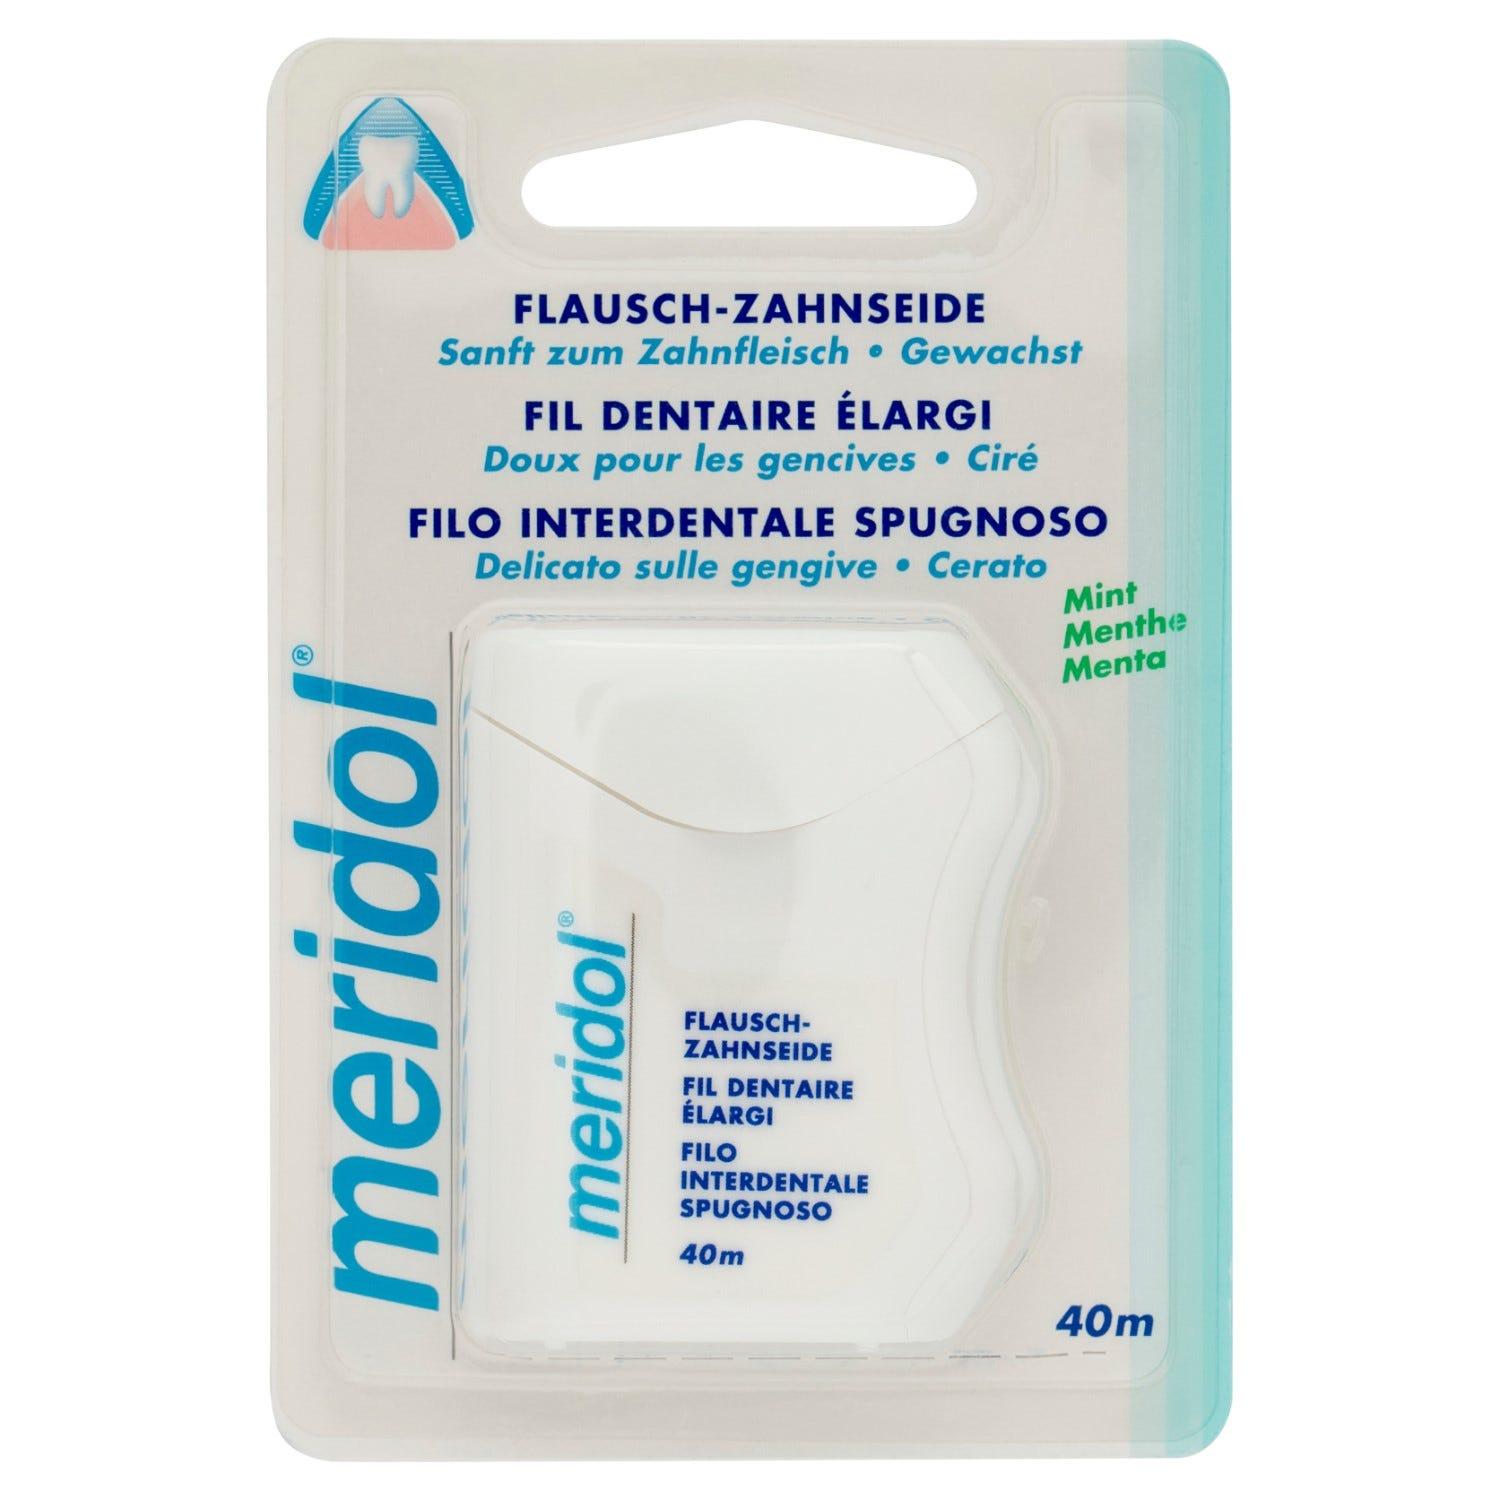 FLAUSCH-ZAHNSEIDE
Sanft zum Zahnfleisch • Gewachst
FIL DENTAIRE ÉLARGI
Doux pour les gencives • Ciré
FILO INTERDENTALE SPUGNOSO
Delicato sulle gengive • Cerato
Mint
Menthe
Menta
meridol®
meridol®
FLAUSCH-
ZAHNSEIDE
FIL DENTAIRE
ÉLARGI
FILO
INTERDENTALE
SPUGNOSO
40m
40m